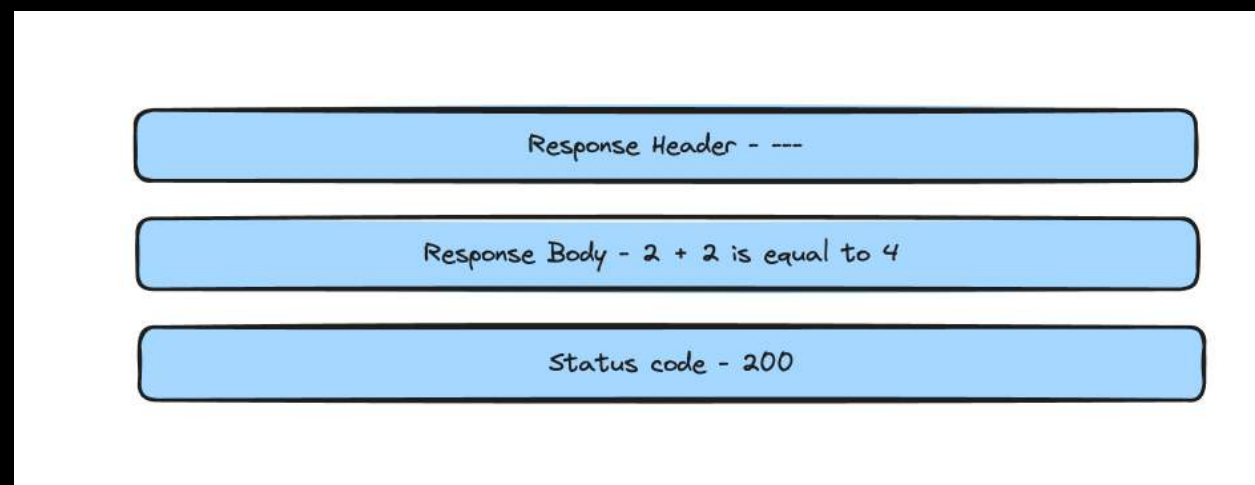 Response Header - ---
Response Body - 2 + 2 is equal to 4
Status code - 200